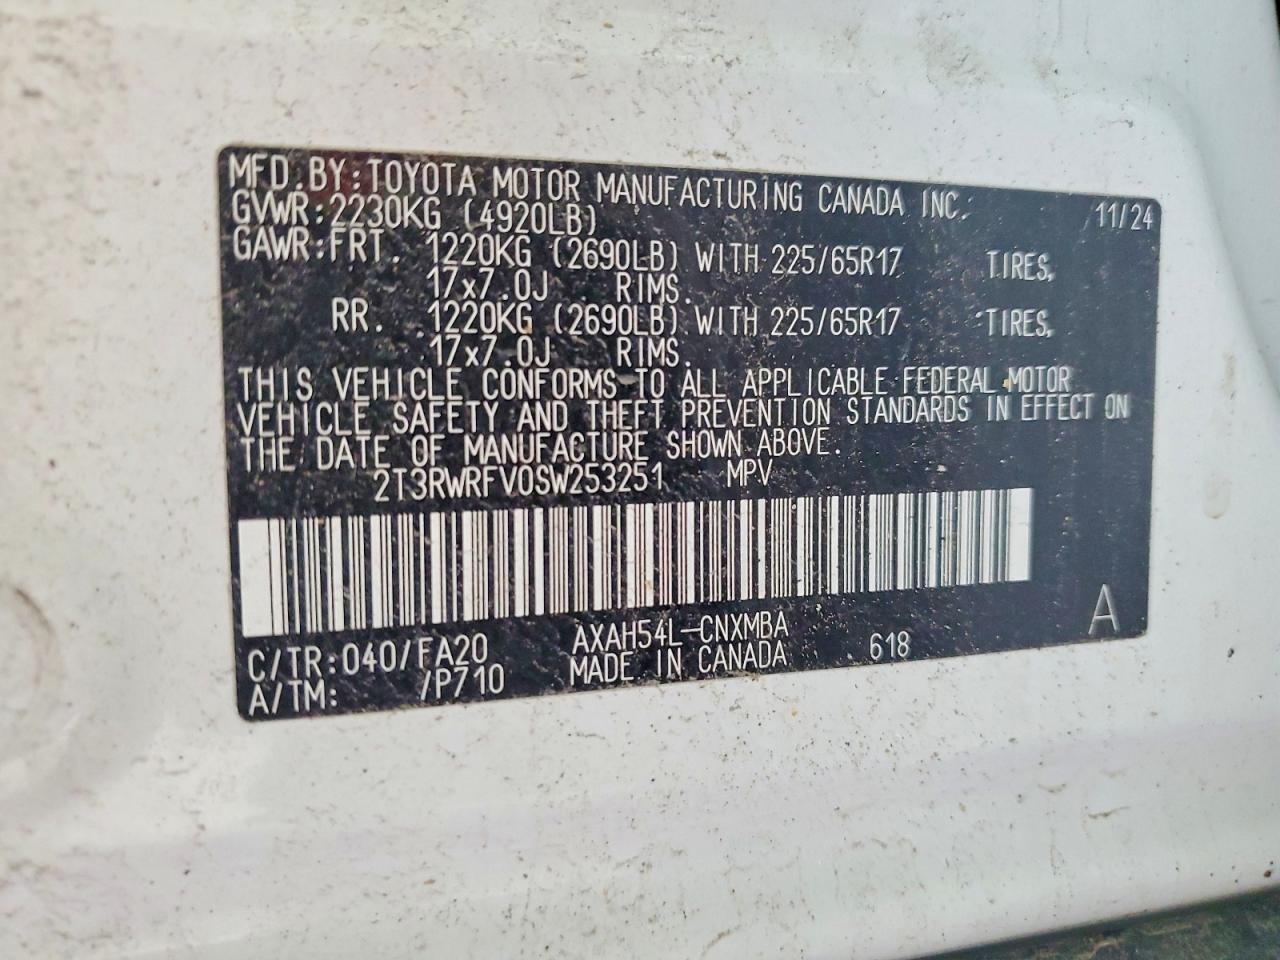 MFD.BY:TOYOTA MOTOR MANUFACTURING CANADA INC. 11/24
GVWR:2230KG (4920LB)
GAWR:FRT. 1220KG (2690LB) WITH 225/65R17 TIRES,
17x7.0J RIMS.
RR. 1220KG (2690LB) WITH 225/65R17 TIRES,
17x7.0J RIMS.
THIS VEHICLE CONFORMS TO ALL APPLICABLE FEDERAL MOTOR
VEHICLE SAFETY AND THEFT PREVENTION STANDARDS IN EFFECT ON
THE DATE OF MANUFACTURE SHOWN ABOVE.
2T3RWRFV0SW253251 MPV
A
C/TR:040/FA20 AXAH54L-CNXMBA 618
A/TM: /P710 MADE IN CANADA